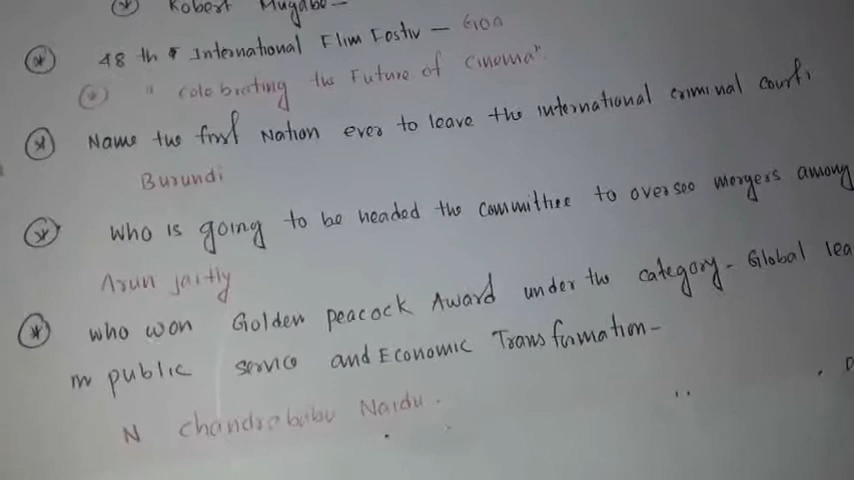 Robert Mugabe -
48 th International Flim Festiv - Goa
" celebrating the Future of cinema".
Name the first Nation ever to leave the international criminal court.
Burundi
who is going to be headed the committee to oversee mergers among
Arun jaitly
who won Golden peacock Award under the category - Global lea
in public service and Economic Transformation -
N chandrababu Naidu.